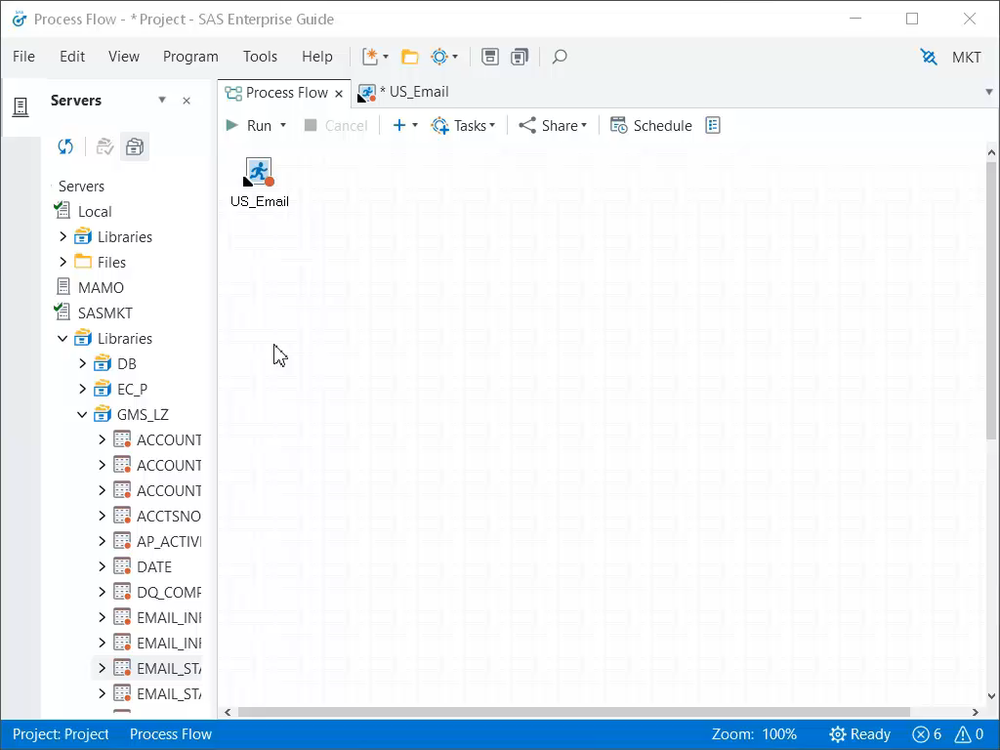 Process Flow - * Project - SAS Enterprise Guide
File Edit View Program Tools Help MKT
Servers
Process Flow
* US_Email
Run Cancel Tasks Share Schedule
US_Email
Servers
Local
Libraries
Files
MAMO
SASMKT
Libraries
DB
EC_P
GMS_LZ
ACCOUNT
ACCOUNT
ACCOUNT
ACCTSNO
AP_ACTIVI
DATE
DQ_COMP
EMAIL_INF
EMAIL_INF
EMAIL_STA
EMAIL_STA
Project: Project Process Flow Zoom: 100% Ready 6 0